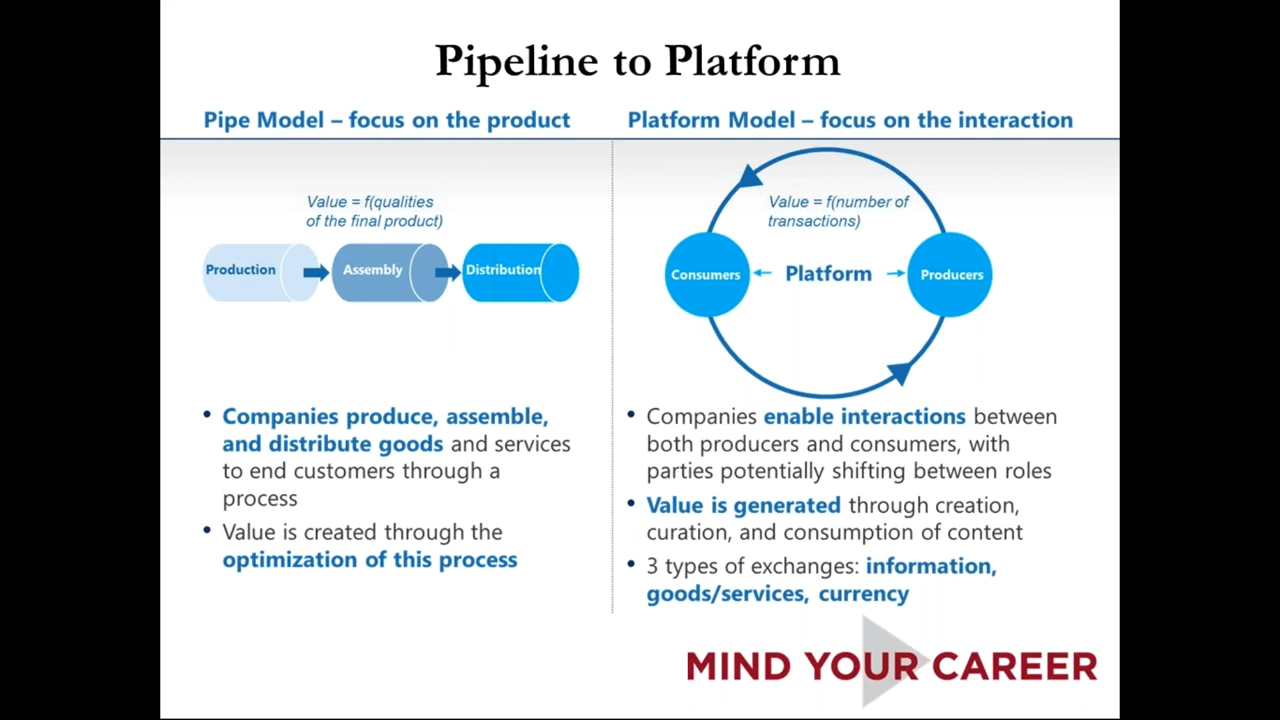 Pipeline to Platform
Pipe Model – focus on the product
Value = f(qualities
of the final product)
Production
Assembly
Distribution
• Companies produce, assemble,
and distribute goods and services
to end customers through a
process
• Value is created through the
optimization of this process
Platform Model – focus on the interaction
Value = f(number of
transactions)
Consumers
Platform
Producers
• Companies enable interactions between
both producers and consumers, with
parties potentially shifting between roles
• Value is generated through creation,
curation, and consumption of content
• 3 types of exchanges: information,
goods/services, currency
MIND YOUR CAREER